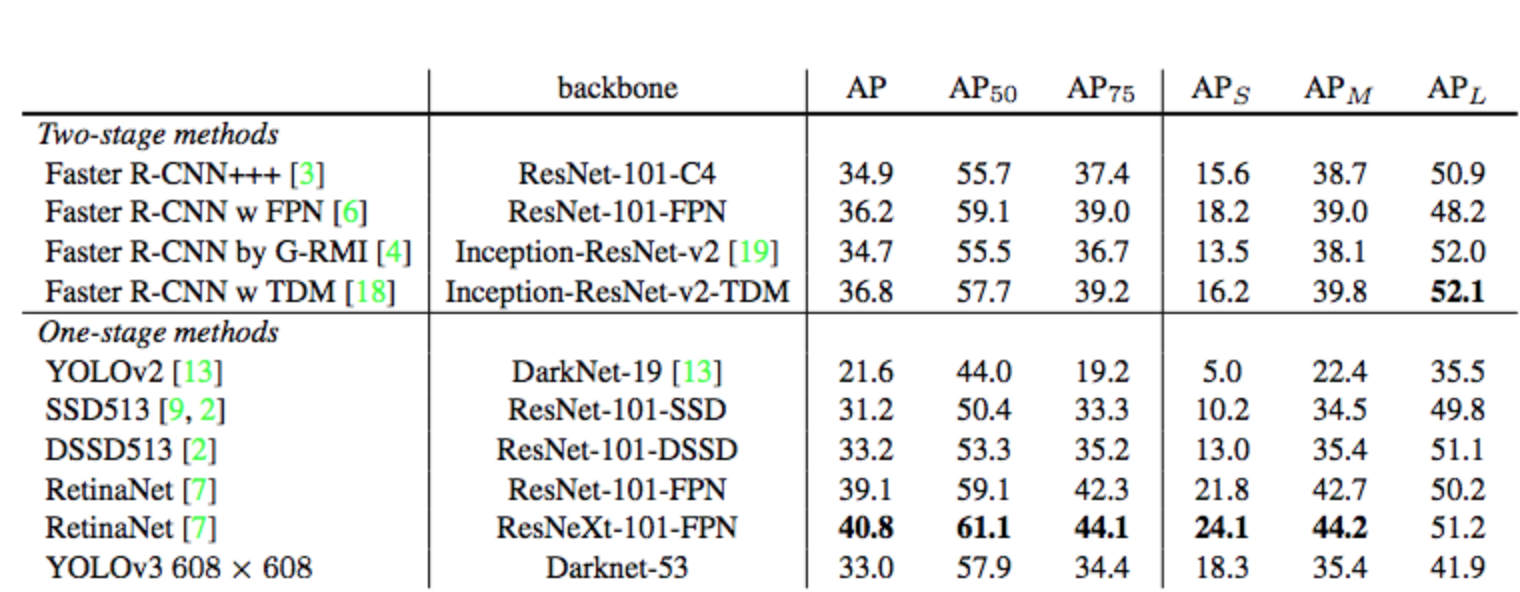 backbone AP AP50 AP75 APS APM APL
Two-stage methods
Faster R-CNN+++ [3] ResNet-101-C4 34.9 55.7 37.4 15.6 38.7 50.9
Faster R-CNN w FPN [6] ResNet-101-FPN 36.2 59.1 39.0 18.2 39.0 48.2
Faster R-CNN by G-RMI [4] Inception-ResNet-v2 [19] 34.7 55.5 36.7 13.5 38.1 52.0
Faster R-CNN w TDM [18] Inception-ResNet-v2-TDM 36.8 57.7 39.2 16.2 39.8 52.1
One-stage methods
YOLOv2 [13] DarkNet-19 [13] 21.6 44.0 19.2 5.0 22.4 35.5
SSD513 [9, 2] ResNet-101-SSD 31.2 50.4 33.3 10.2 34.5 49.8
DSSD513 [2] ResNet-101-DSSD 33.2 53.3 35.2 13.0 35.4 51.1
RetinaNet [7] ResNet-101-FPN 39.1 59.1 42.3 21.8 42.7 50.2
RetinaNet [7] ResNeXt-101-FPN 40.8 61.1 44.1 24.1 44.2 51.2
YOLOv3 608 × 608 Darknet-53 33.0 57.9 34.4 18.3 35.4 41.9